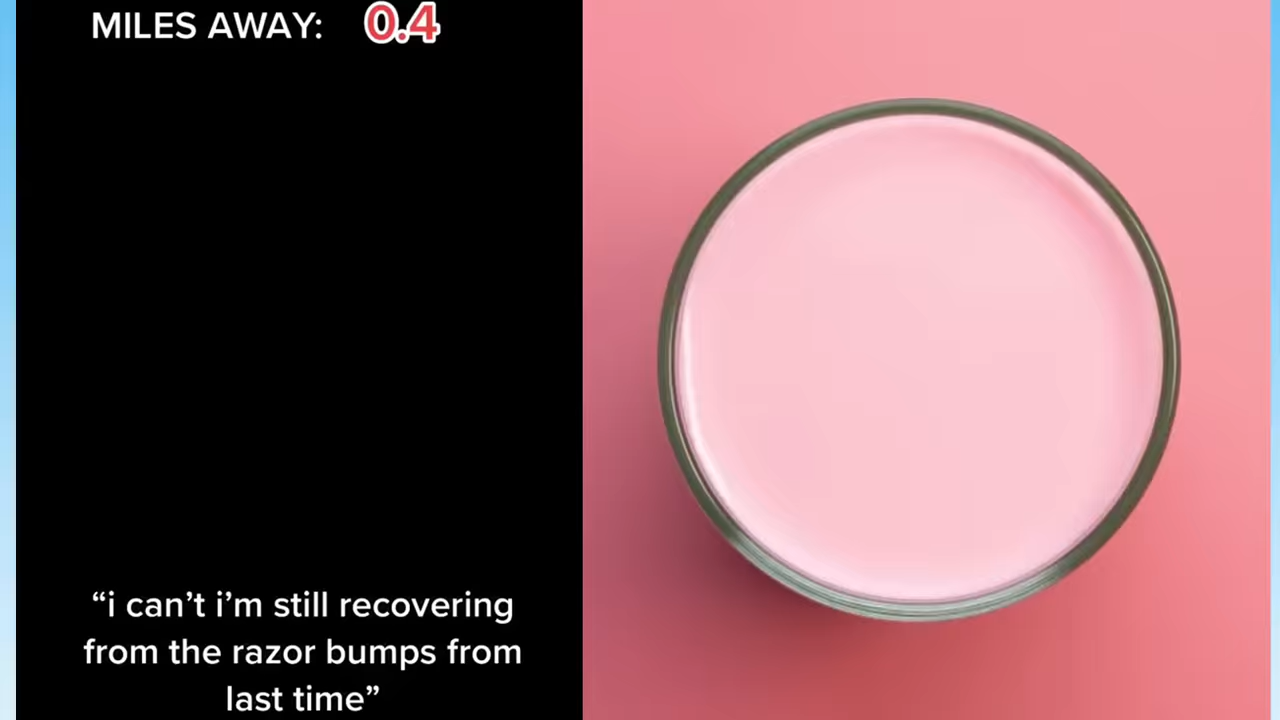 MILES AWAY: 0.4
“i can’t i’m still recovering
from the razor bumps from
last time”